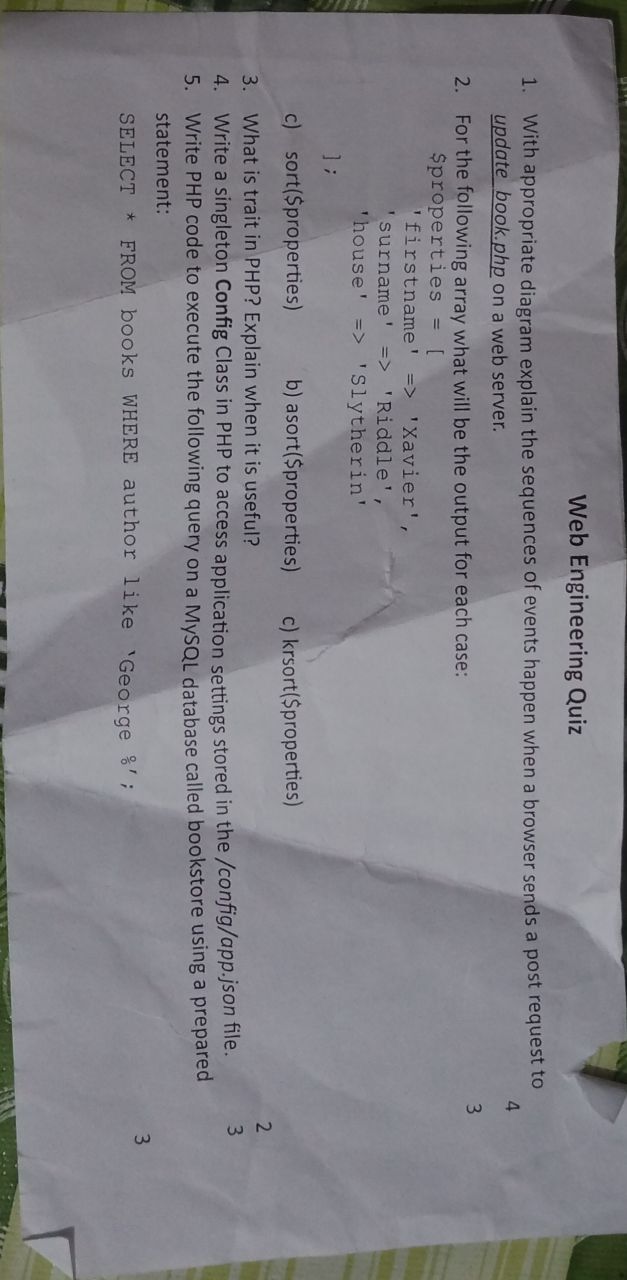 Web Engineering Quiz
1. With appropriate diagram explain the sequences of events happen when a browser sends a post request to
update_book.php on a web server. 4
2. For the following array what will be the output for each case: 3
$properties = [
'firstname' => 'Xavier',
'surname' => 'Riddle',
'house' => 'Slytherin'
];
c) sort($properties) b) asort($properties) c) krsort($properties)
3. What is trait in PHP? Explain when it is useful? 2
4. Write a singleton Config Class in PHP to access application settings stored in the /config/app.json file. 3
5. Write PHP code to execute the following query on a MySQL database called bookstore using a prepared
statement: 3
SELECT * FROM books WHERE author like 'George %';